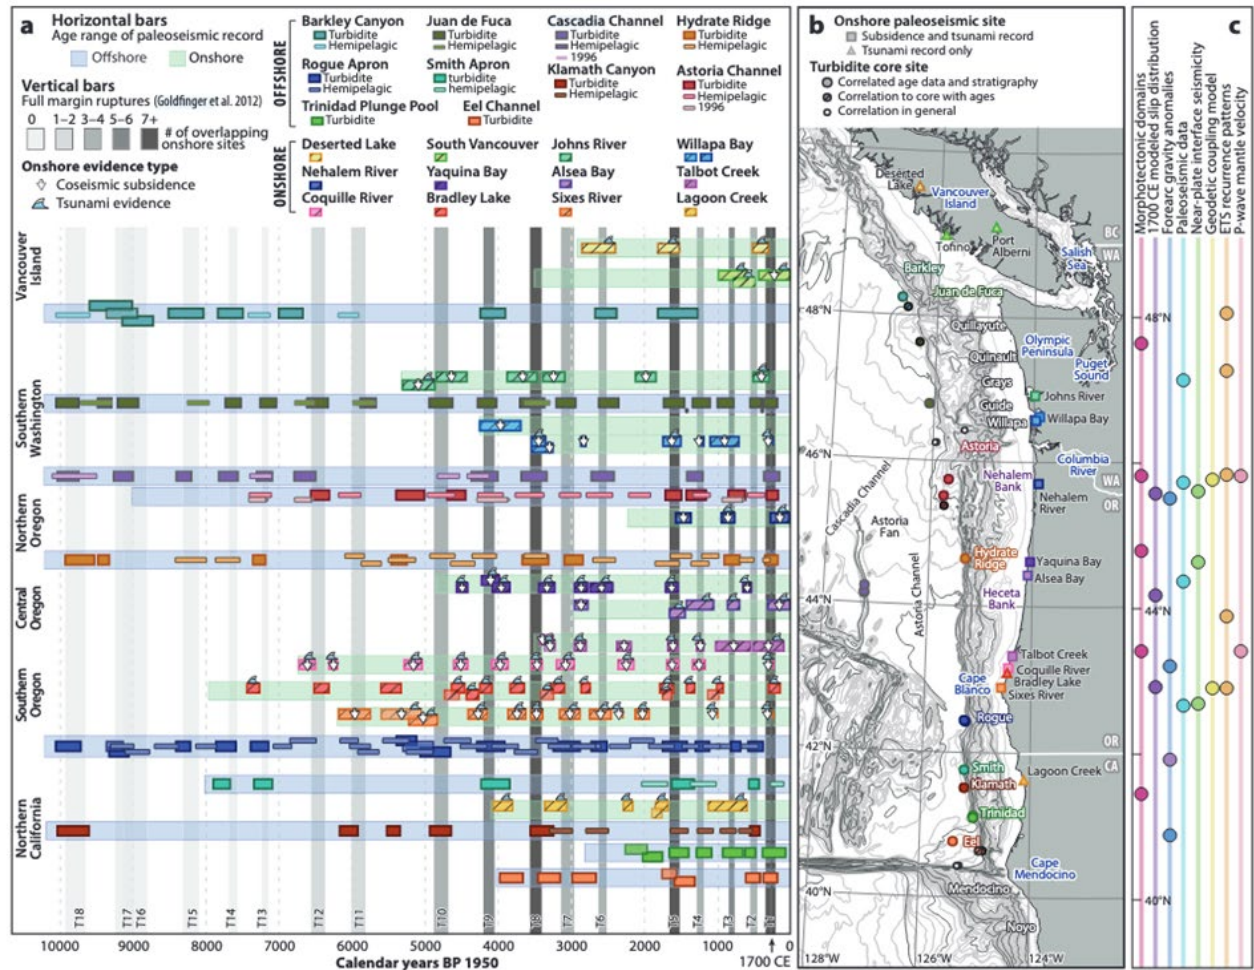 a
Horizontal bars
Age range of paleoseismic record
Offshore
Onshore
Vertical bars
Full margin ruptures (Goldfinger et al. 2012)
0 1–2 3–4 5–6 7+
# of overlapping
onshore sites
Onshore evidence type
Coseismic subsidence
Tsunami evidence
OFFSHORE
Barkley Canyon
Turbidite
Hemipelagic
Juan de Fuca
Turbidite
Hemipelagic
Cascadia Channel
Turbidite
Hemipelagic
1996
Hydrate Ridge
Turbidite
Hemipelagic
Rogue Apron
Turbidite
Hemipelagic
Smith Apron
turbidite
hemipelagic
Klamath Canyon
Turbidite
Hemipelagic
Astoria Channel
Turbidite
Hemipelagic
1996
Trinidad Plunge Pool
Turbidite
Eel Channel
Turbidite
ONSHORE
Deserted Lake
South Vancouver
Johns River
Willapa Bay
Nehalem River
Yaquina Bay
Alsea Bay
Talbot Creek
Coquille River
Bradley Lake
Sixes River
Lagoon Creek
Vancouver
Island
Southern
Washington
Northern
Oregon
Central
Oregon
Southern
Oregon
Northern
California
T18 T17 T16 T15 T14 T13 T12 T11 T10 T9 T8 T7 T6 T5 T4 T3 T2 T1
10000 9000 8000 7000 6000 5000 4000 3000 2000 1000 0
Calendar years BP 1950
1700 CE
b
Onshore paleoseismic site
Subsidence and tsunami record
Tsunami record only
Turbidite core site
Correlated age data and stratigraphy
Correlation to core with ages
Correlation in general
Deserted
Lake
Vancouver
Island
Tofino
Port
Alberni
BC
WA
Salish
Sea
Barkley
Juan de Fuca
48°N
Quillayute
Olympic
Peninsula
Quinault
Puget
Sound
Grays
Guide
Johns River
Willapa
Willapa Bay
Astoria
46°N
Columbia
River
Nehalem
Bank
WA
OR
Nehalem
River
Cascadia Channel
Astoria
Fan
Astoria Channel
Hydrate
Ridge
Yaquina Bay
Alsea Bay
Heceta
Bank
44°N
Talbot Creek
Coquille River
Bradley Lake
Cape
Blanco
Sixes River
Rogue
42°N
OR
CA
Smith
Lagoon Creek
Klamath
Trinidad
Eel
Cape
Mendocino
40°N
Mendocino
Noyo
128°W
126°W
124°W
c
Morphotectonic domains
1700 CE modeled slip distribution
Forearc gravity anomalies
Paleoseismic data
Near-plate interface seismicity
Geodetic coupling model
ETS recurrence patterns
P-wave mantle velocity
48°N
44°N
40°N